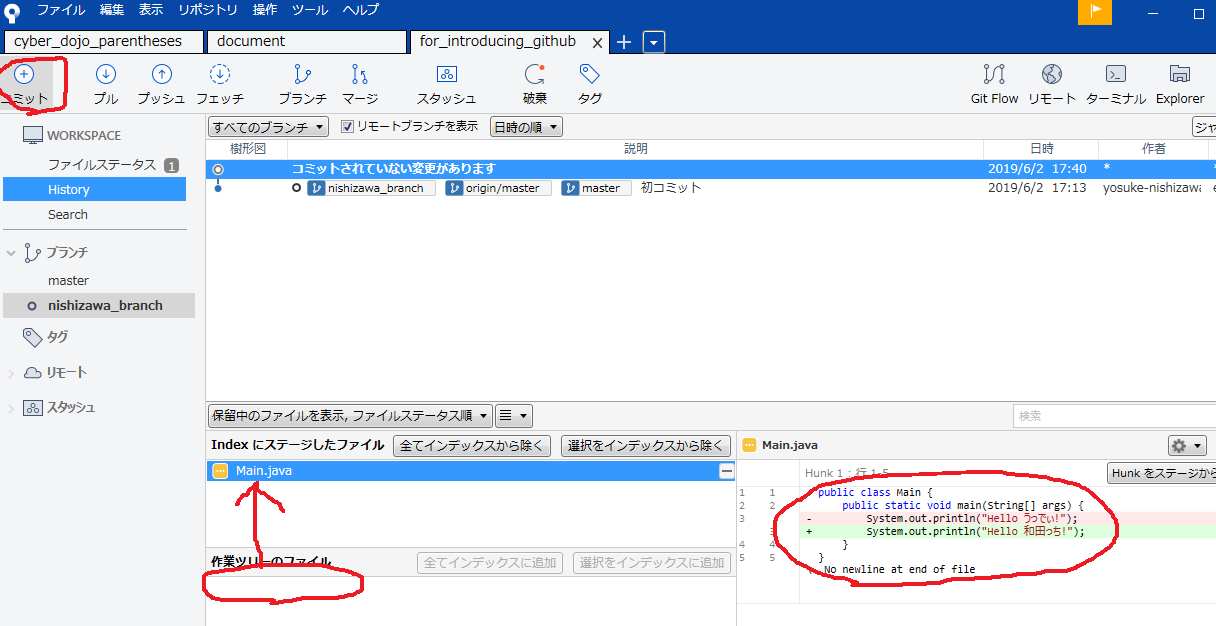 ファイル 編集 表示 リポジトリ 操作 ツール ヘルプ
cyber_dojo_parentheses document for_introducing_github
コミット プル プッシュ フェッチ ブランチ マージ スタッシュ 破棄 タグ Git Flow リモート ターミナル Explorer
WORKSPACE
ファイルステータス 1
History
Search
ブランチ
master
nishizawa_branch
タグ
リモート
スタッシュ
すべてのブランチ リモートブランチを表示 日時の順 ジャ
樹形図 説明 日時 作者
コミットされていない変更があります 2019/6/2 17:40 *
nishizawa_branch origin/master master 初コミット 2019/6/2 17:13 yosuke-nishizawa
保留中のファイルを表示, ファイルステータス順 検索
Index にステージしたファイル 全てインデックスから除く 選択をインデックスから除く
Main.java
作業ツリーのファイル 全てインデックスに追加 選択をインデックスに追加
Main.java
Hunk 1 : 行 1-5 Hunk をステージから
1 1 public class Main {
2 2 public static void main(String[] args) {
3 - System.out.println("Hello うっでぃ!");
3 + System.out.println("Hello 和田っち!");
4 4 }
5 5 }
\ No newline at end of file